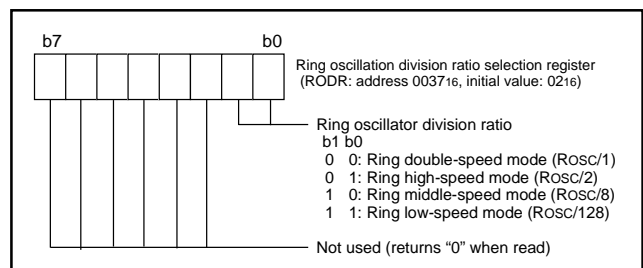 b7 b0
Ring oscillation division ratio selection register
(RODR: address 003716, initial value: 0216)
Ring oscillator division ratio
b1 b0
0 0: Ring double-speed mode (ROSC/1)
0 1: Ring high-speed mode (ROSC/2)
1 0: Ring middle-speed mode (ROSC/8)
1 1: Ring low-speed mode (ROSC/128)
Not used (returns “0” when read)